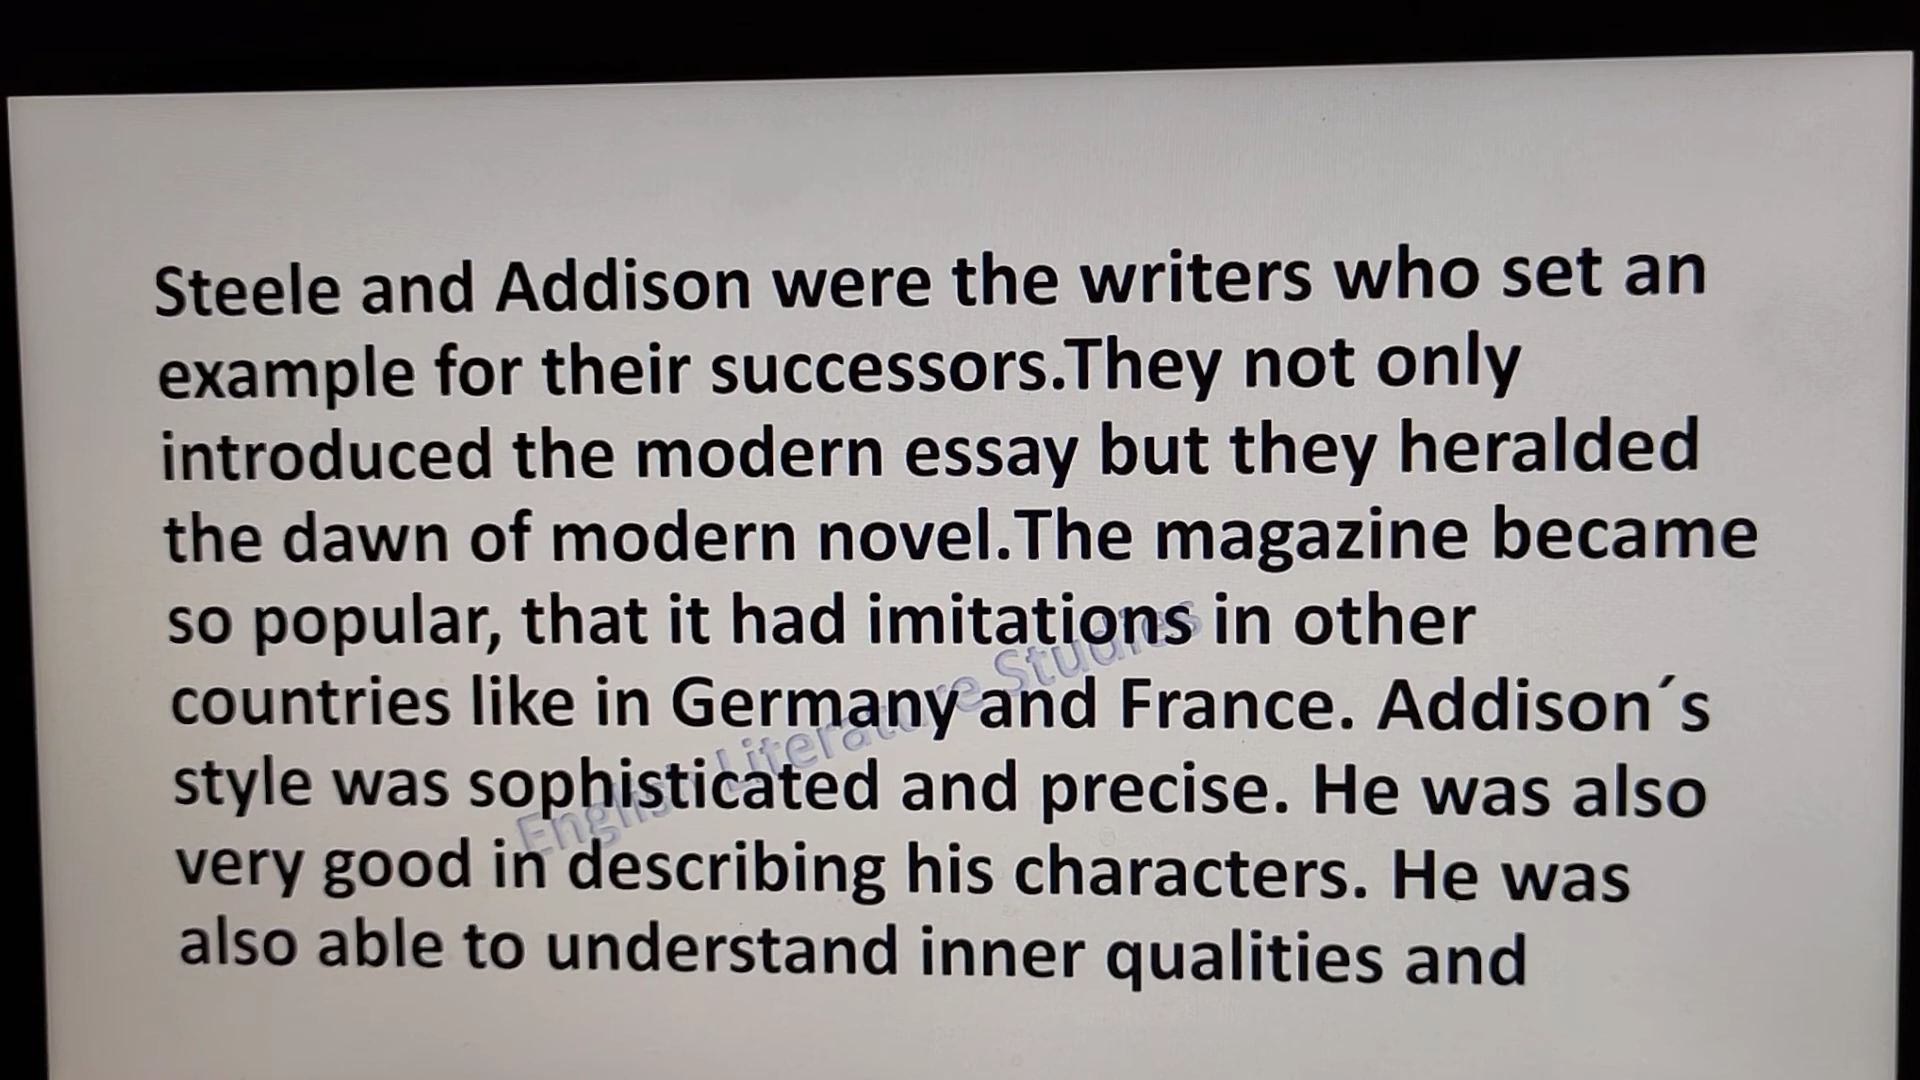 Steele and Addison were the writers who set an
example for their successors.They not only
introduced the modern essay but they heralded
the dawn of modern novel.The magazine became
so popular, that it had imitations in other
countries like in Germany and France. Addison´s
style was sophisticated and precise. He was also
very good in describing his characters. He was
also able to understand inner qualities and
English Literature Studies